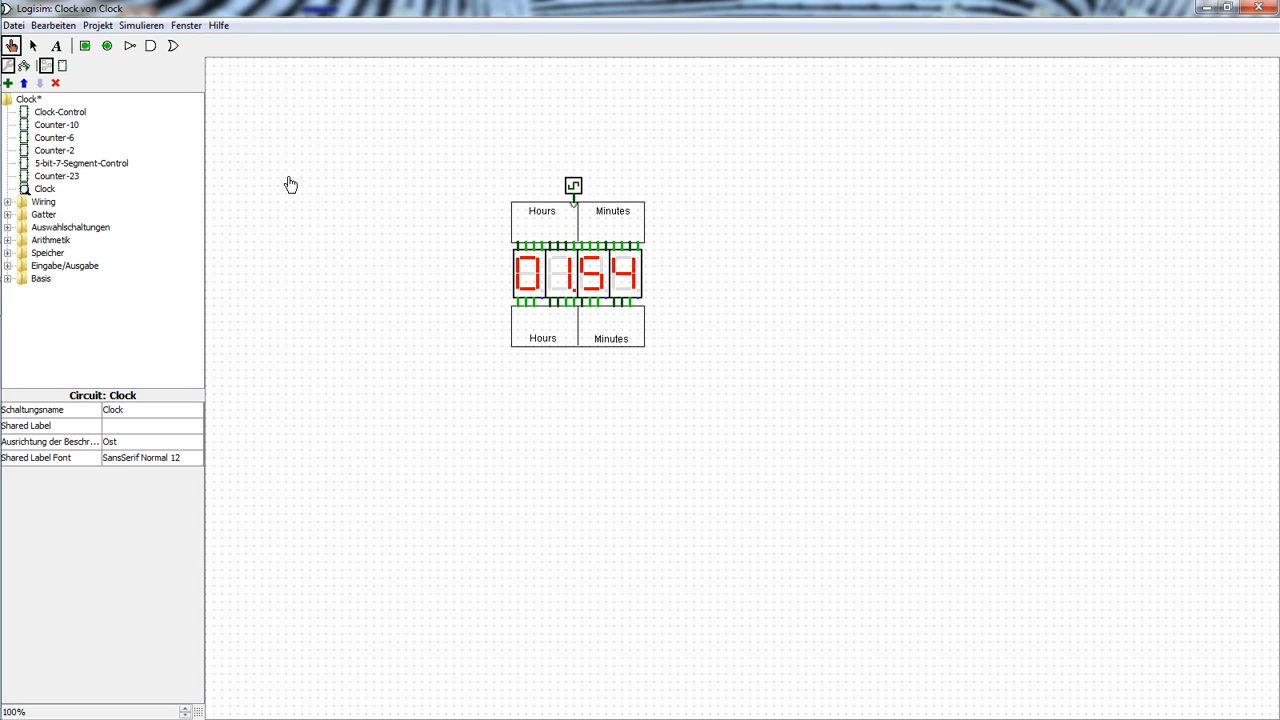 Logisim: Clock von Clock
Datei Bearbeiten Projekt Simulieren Fenster Hilfe
A
Clock*
Clock-Control
Counter-10
Counter-6
Counter-2
5-bit-7-Segment-Control
Counter-23
Clock
Wiring
Gatter
Auswahlschaltungen
Arithmetik
Speicher
Eingabe/Ausgabe
Basis
Circuit: Clock
Schaltungsname Clock
Shared Label
Ausrichtung der Beschr... Ost
Shared Label Font SansSerif Normal 12
100%
Hours Minutes
01.54
Hours Minutes